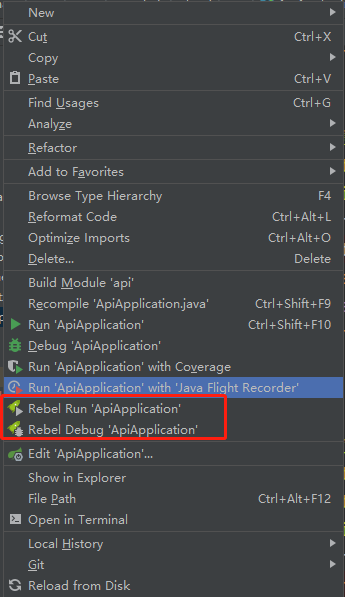 New
Cut Ctrl+X
Copy
Paste Ctrl+V
Find Usages Ctrl+G
Analyze
Refactor
Add to Favorites
Browse Type Hierarchy F4
Reformat Code Ctrl+Alt+L
Optimize Imports Ctrl+Alt+O
Delete... Delete
Build Module 'api'
Recompile 'ApiApplication.java' Ctrl+Shift+F9
Run 'ApiApplication' Ctrl+Shift+F10
Debug 'ApiApplication'
Run 'ApiApplication' with Coverage
Run 'ApiApplication' with 'Java Flight Recorder'
Rebel Run 'ApiApplication'
Rebel Debug 'ApiApplication'
Edit 'ApiApplication'...
Show in Explorer
File Path Ctrl+Alt+F12
Open in Terminal
Local History
Git
Reload from Disk